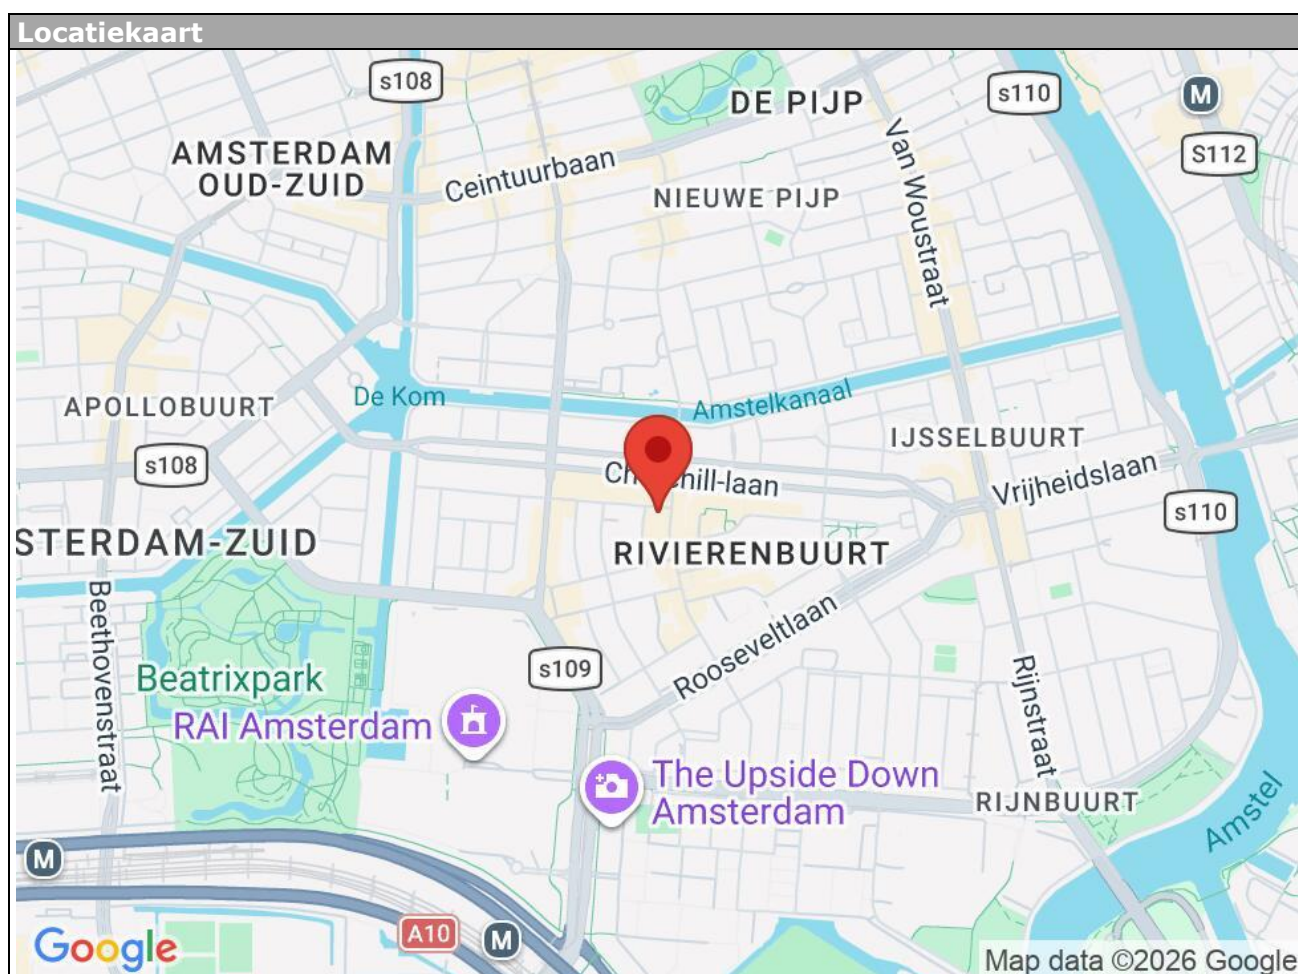 Locatiekaart
s108
DE PIJP
s110
M
AMSTERDAM
OUD-ZUID
Ceintuurbaan
NIEUWE PIJP
Van Woustraat
S112
De Kom
Amstelkanaal
APOLLOBUURT
IJSSELBUURT
s108
Churchill-laan
Vrijheidslaan
s110
STERDAM-ZUID
RIVIERENBUURT
Beethovenstraat
Rooseveltlaan
Beatrixpark
s109
Rijnstraat
RAI Amsterdam
The Upside Down
Amsterdam
RIJNBUURT
Amstel
M
A10
M
Google
Map data ©2026 Google